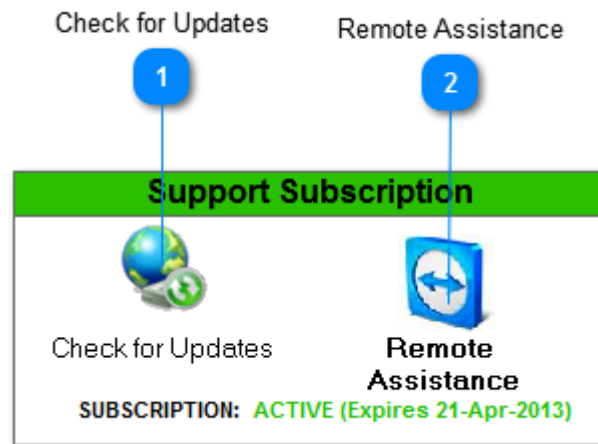 Check for Updates
Remote Assistance
1
2
Support Subscription
Check for Updates
Remote
Assistance
SUBSCRIPTION: ACTIVE (Expires 21-Apr-2013)